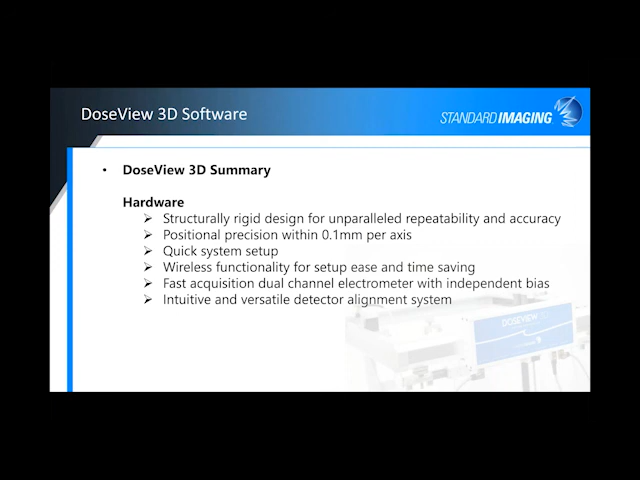 DoseView 3D Software
STANDARD IMAGING
• DoseView 3D Summary
Hardware
➢ Structurally rigid design for unparalleled repeatability and accuracy
➢ Positional precision within 0.1mm per axis
➢ Quick system setup
➢ Wireless functionality for setup ease and time saving
➢ Fast acquisition dual channel electrometer with independent bias
➢ Intuitive and versatile detector alignment system
DOSEVIEW